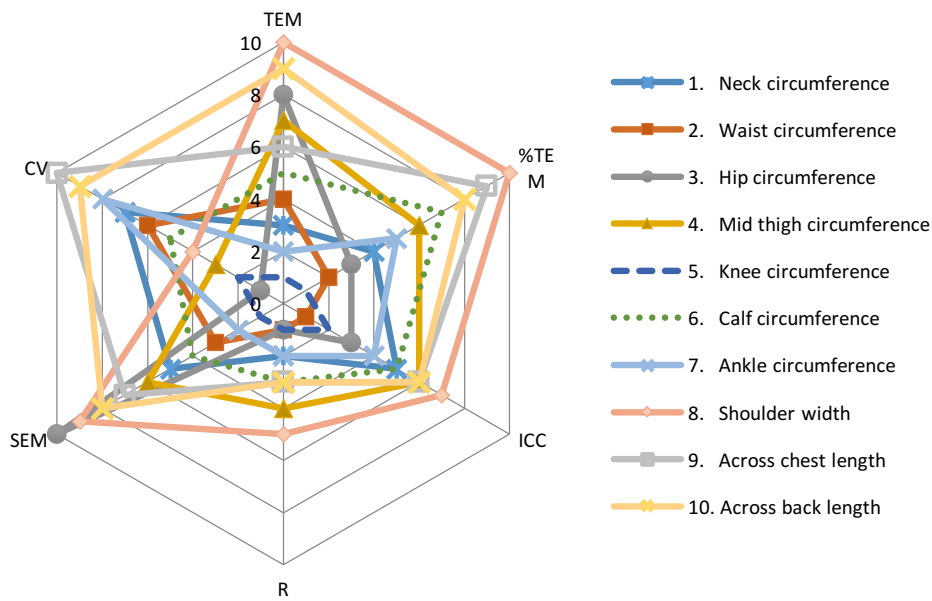 TEM
10
8
6
4
2
0
%TE
M
ICC
R
SEM
CV
1. Neck circumference
2. Waist circumference
3. Hip circumference
4. Mid thigh circumference
5. Knee circumference
6. Calf circumference
7. Ankle circumference
8. Shoulder width
9. Across chest length
10. Across back length